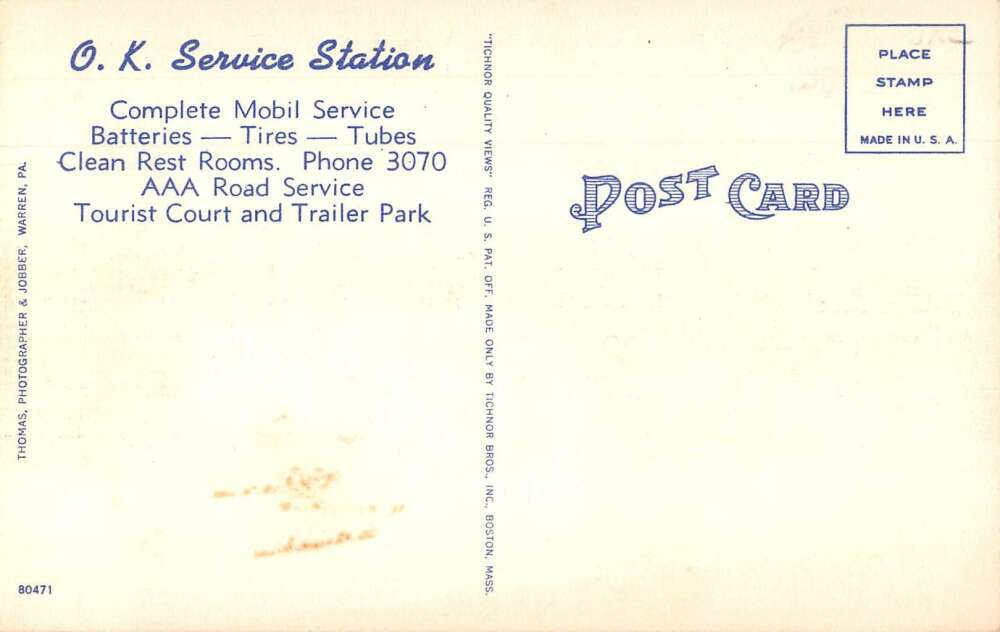 O. K. Service Station
Complete Mobil Service
Batteries — Tires — Tubes
Clean Rest Rooms. Phone 3070
AAA Road Service
Tourist Court and Trailer Park
THOMAS, PHOTOGRAPHER & JOBBER, WARREN, PA.
80471
"TICHNOR QUALITY VIEWS" REG. U. S. PAT. OFF. MADE ONLY BY TICHNOR BROS., INC., BOSTON, MASS.
POST CARD
PLACE
STAMP
HERE
MADE IN U. S. A.